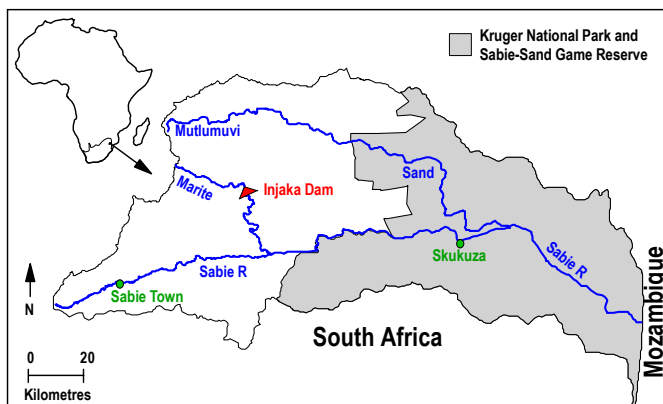 Kruger National Park and
Sabie-Sand Game Reserve
Mutlumuvi
Marite
Injaka Dam
Sand
Sabie R
Skukuza
Sabie R
Sabie Town
N
South Africa
Mozambique
0 20
Kilometres